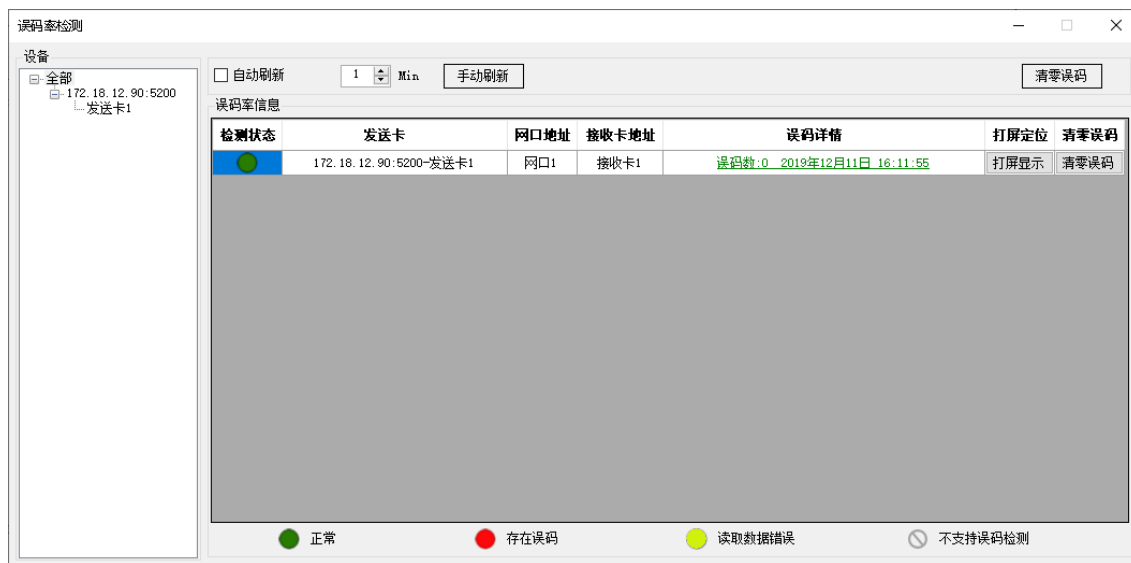 误码率检测
设备
全部
172.18.12.90:5200
发送卡1
自动刷新 1 Min 手动刷新 清零误码
误码率信息
检测状态 发送卡 网口地址 接收卡地址 误码详情 打屏定位 清零误码
172.18.12.90:5200-发送卡1 网口1 接收卡1 误码数:0 2019年12月11日 16:11:55 打屏显示 清零误码
正常 存在误码 读取数据错误 不支持误码检测